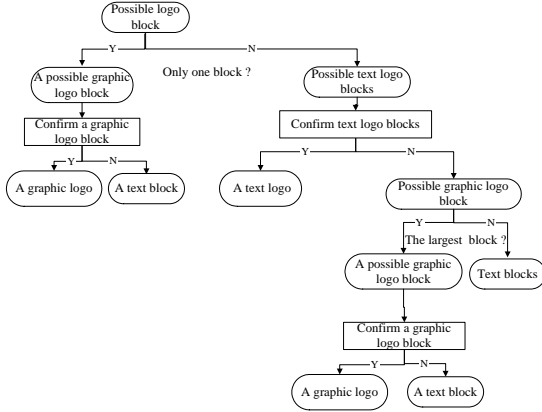 Possible logo
block
Y
N
Only one block ?
A possible graphic
logo block
Possible text logo
blocks
Confirm a graphic
logo block
Confirm text logo blocks
Y
N
Y
N
A graphic logo
A text block
A text logo
Possible graphic logo
block
Y
N
The largest block ?
A possible graphic
logo block
Text blocks
Confirm a graphic
logo block
Y
N
A graphic logo
A text block